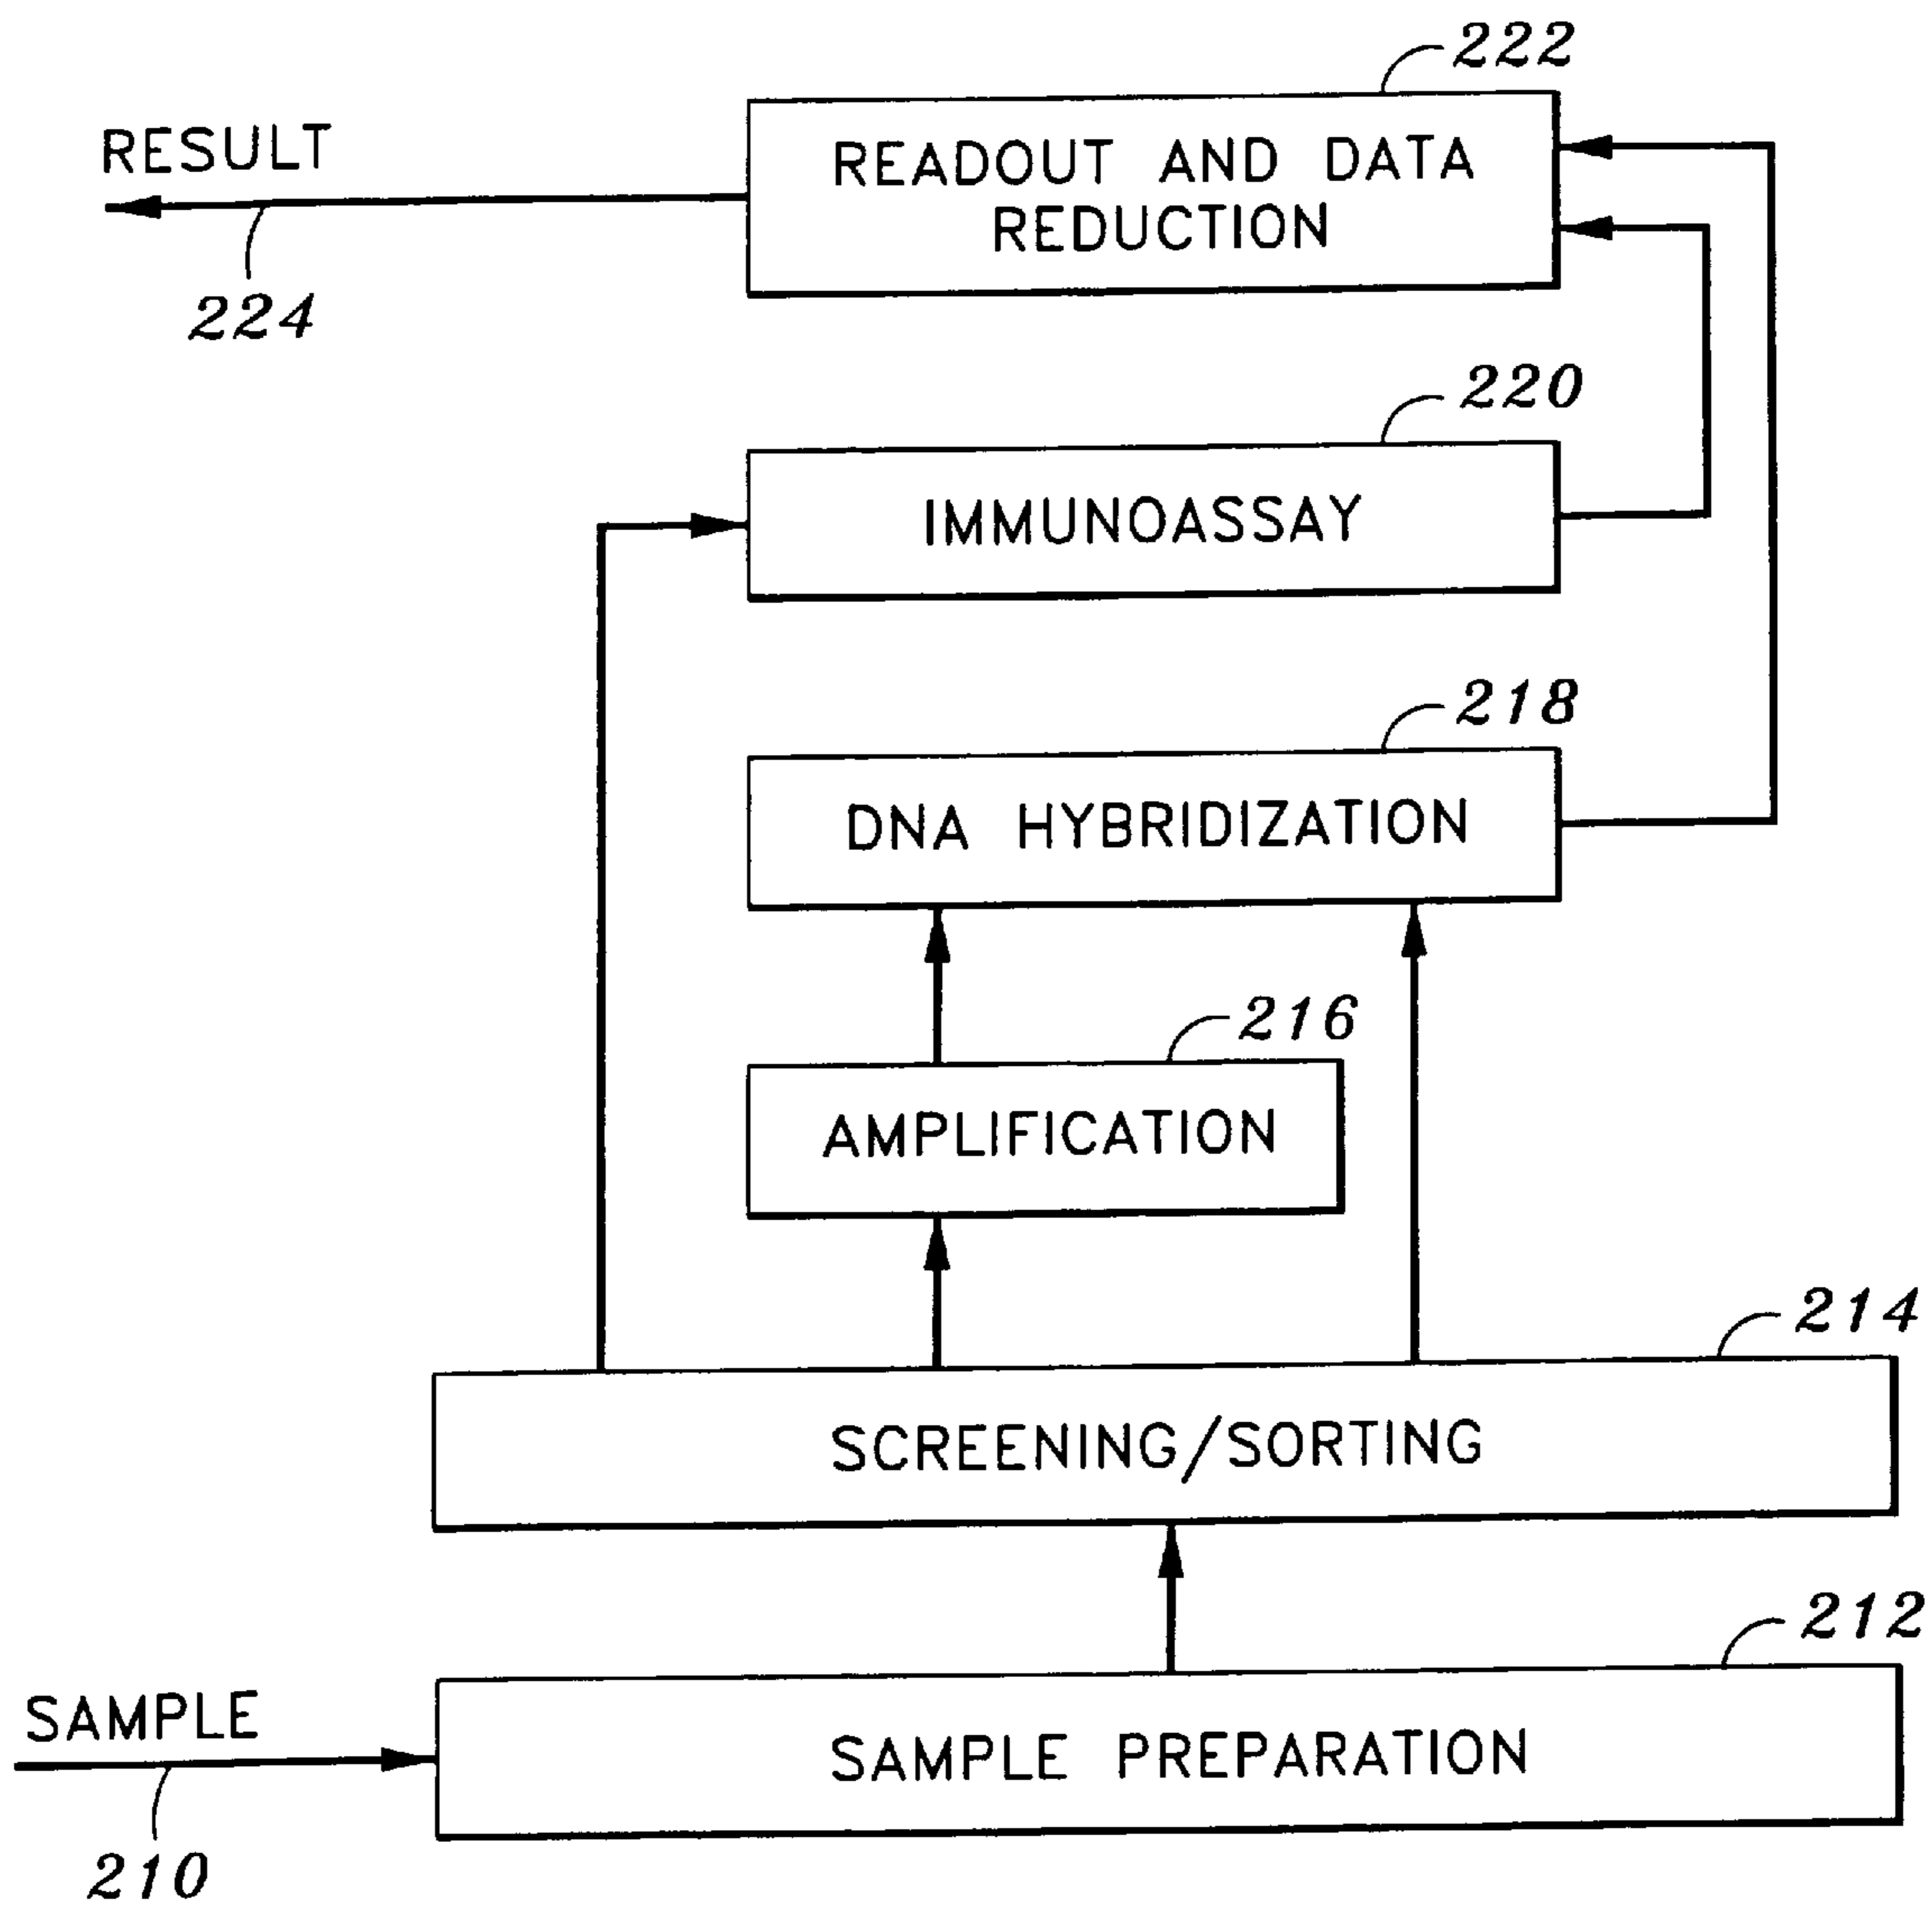 222
RESULT
READOUT AND DATA
REDUCTION
224
220
IMMUNOASSAY
218
DNA HYBRIDIZATION
216
AMPLIFICATION
214
SCREENING/SORTING
212
SAMPLE
SAMPLE PREPARATION
210